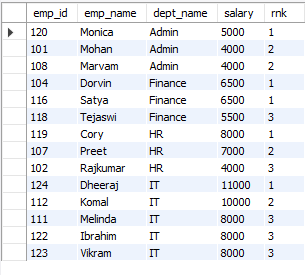 emp_id emp_name dept_name salary rnk
120 Monica Admin 5000 1
101 Mohan Admin 4000 2
108 Marvam Admin 4000 2
104 Dorvin Finance 6500 1
116 Satya Finance 6500 1
118 Tejaswi Finance 5500 3
119 Cory HR 8000 1
107 Preet HR 7000 2
102 Rajkumar HR 4000 3
124 Dheeraj IT 11000 1
112 Komal IT 10000 2
111 Melinda IT 8000 3
122 Ibrahim IT 8000 3
123 Vikram IT 8000 3